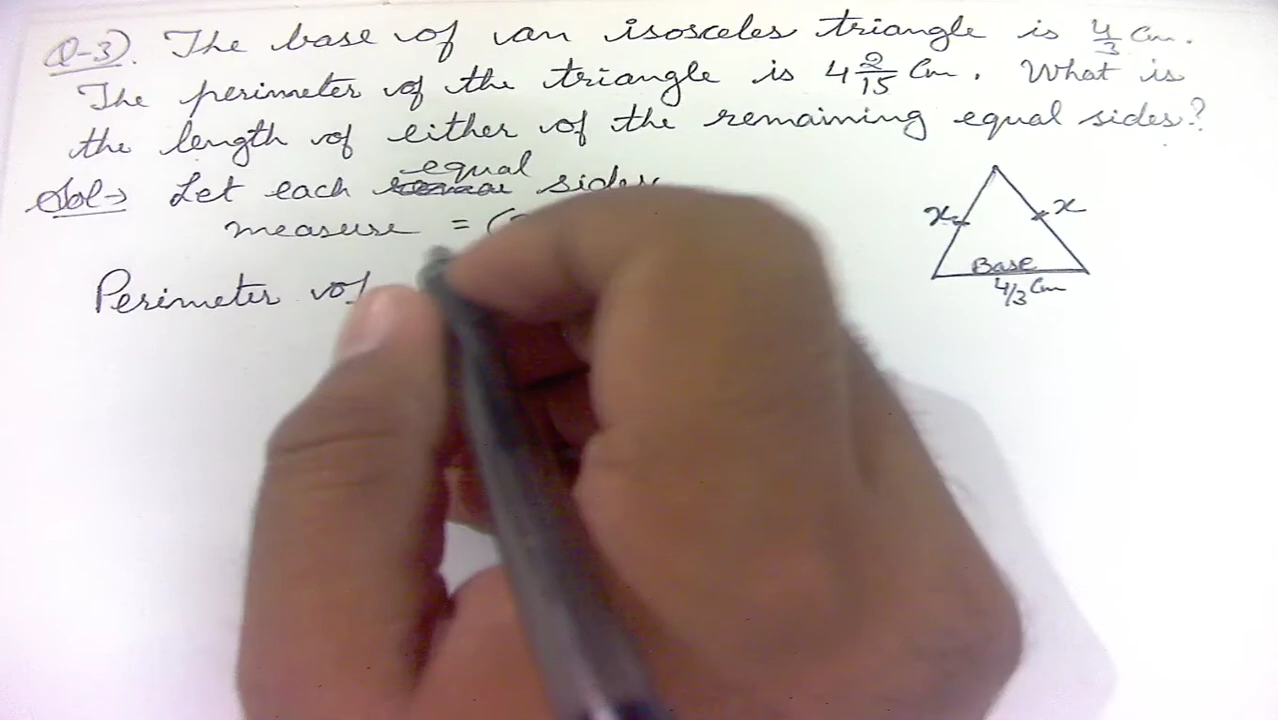 Q-3). The base of an isosceles triangle is 4/3 cm.
The perimeter of the triangle is 4 2/15 cm. What is
the length of either of the remaining equal sides?
Sol→ Let each equal sides
measure = (
Perimeter of
x x
Base
4/3 cm